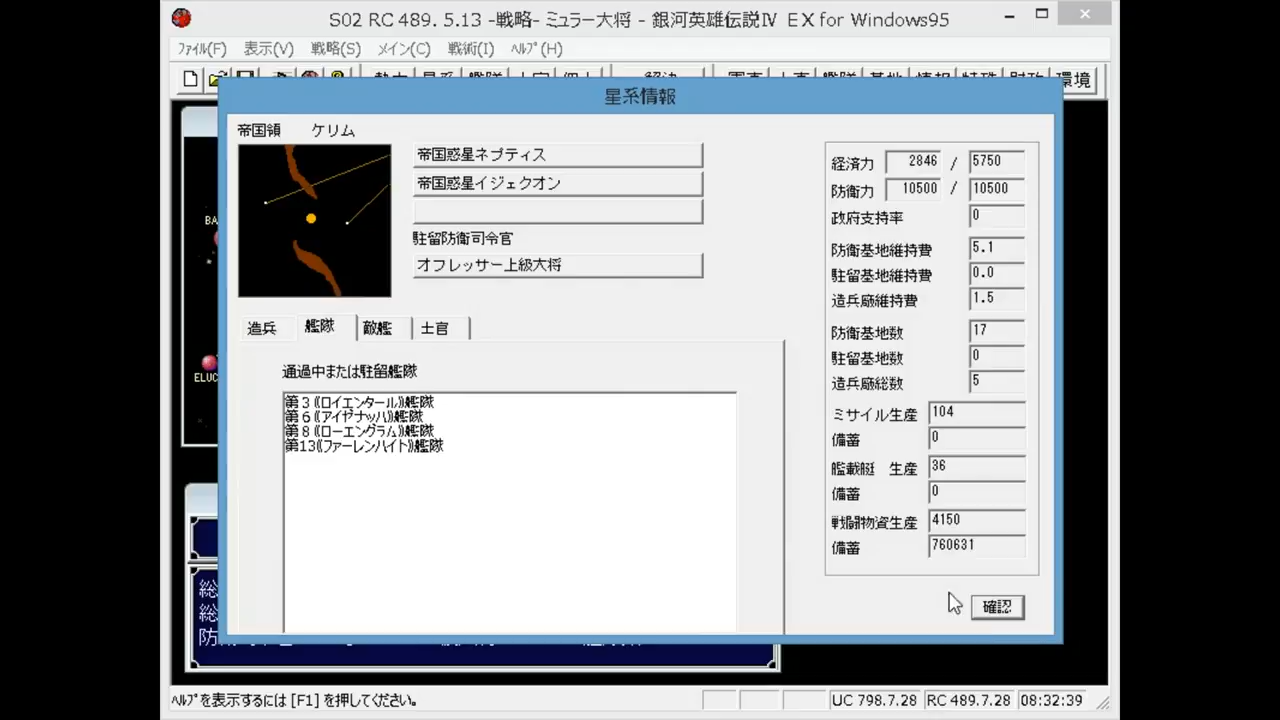 S02 RC 489. 5.13 -戦略- ミュラー大将 - 銀河英雄伝説Ⅳ EX for Windows95
ﾌｧｲﾙ(F) 表示(V) 戦略(S) メイン(C) 戦術(I) ﾍﾙﾌﾟ(H)
環境
星系情報
帝国領 ケリム
帝国惑星ネプティス
帝国惑星イジェクオン
駐留防衛司令官
オフレッサー上級大将
BA
ELUC
造兵 艦隊 敵艦 士官
通過中または駐留艦隊
第３《ロイエンタール》艦隊
第６《アイゼナッハ》艦隊
第８《ローエングラム》艦隊
第13《ファーレンハイト》艦隊
経済力 2846 / 5750
防衛力 10500 / 10500
政府支持率 0
防衛基地維持費 5.1
駐留基地維持費 0.0
造兵廠維持費 1.5
防衛基地数 17
駐留基地数 0
造兵廠総数 5
ミサイル生産 104
備蓄 0
艦載艇 生産 36
備蓄 0
戦闘物資生産 4150
備蓄 760631
確認
総
総
防
ﾍﾙﾌﾟを表示するには [F1] を押してください。
UC 798.7.28 RC 489.7.28 08:32:39